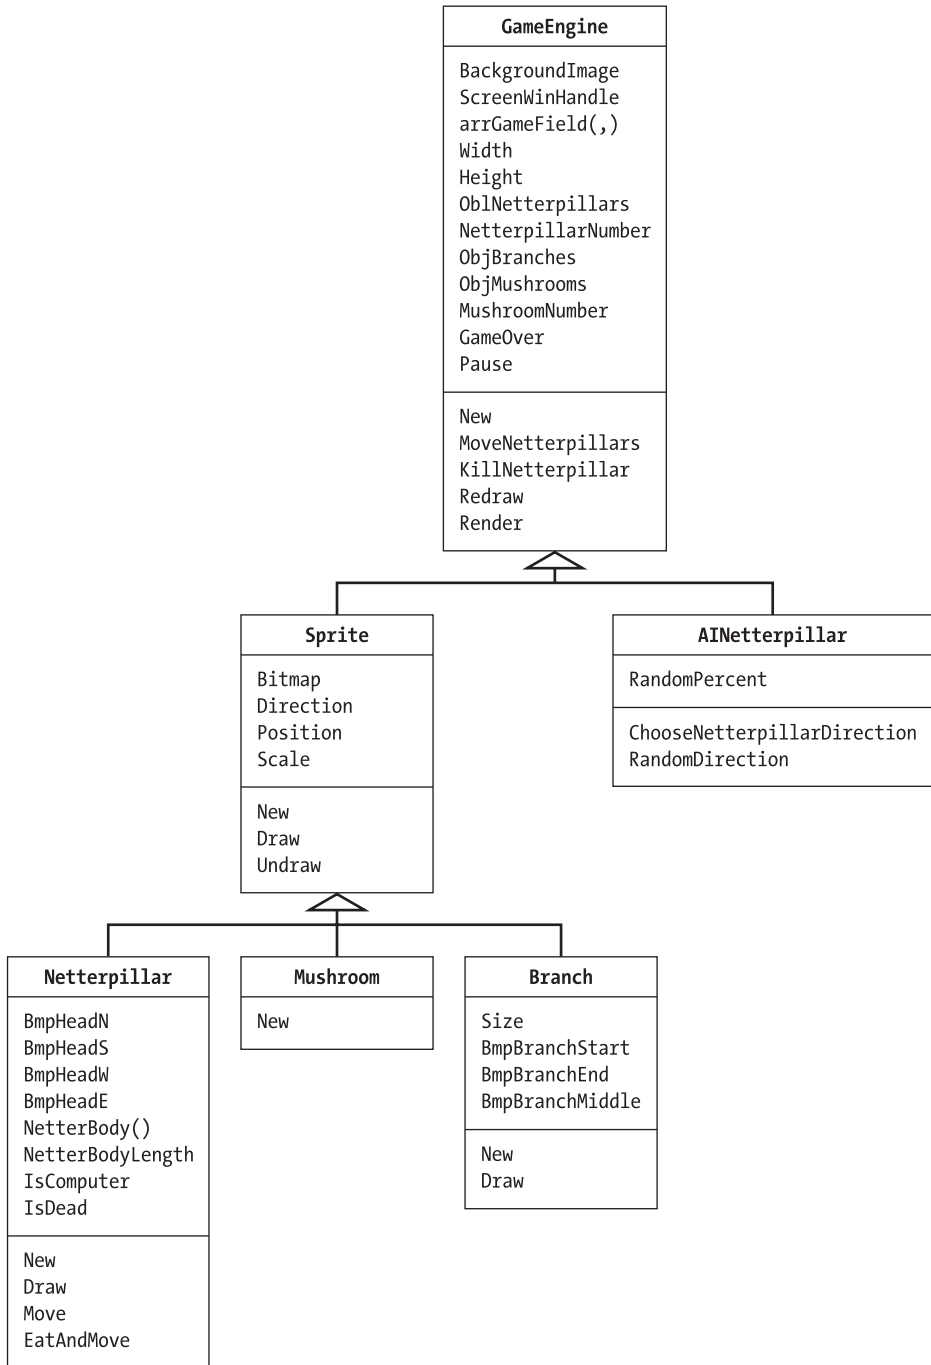 GameEngine
BackgroundImage
ScreenWinHandle
arrGameField(,)
Width
Height
OblNetterpillars
NetterpillarNumber
ObjBranches
ObjMushrooms
MushroomNumber
GameOver
Pause
New
MoveNetterpillars
KillNetterpillar
Redraw
Render
Sprite
Bitmap
Direction
Position
Scale
New
Draw
Undraw
AINetterpillar
RandomPercent
ChooseNetterpillarDirection
RandomDirection
Netterpillar
BmpHeadN
BmpHeadS
BmpHeadW
BmpHeadE
NetterBody()
NetterBodyLength
IsComputer
IsDead
New
Draw
Move
EatAndMove
Mushroom
New
Branch
Size
BmpBranchStart
BmpBranchEnd
BmpBranchMiddle
New
Draw